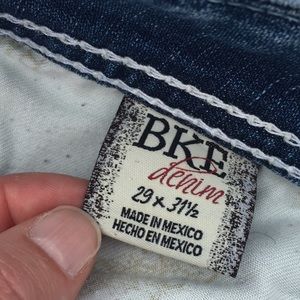 BKE
denim
29 x 31½
MADE IN MEXICO
HECHO EN MEXICO